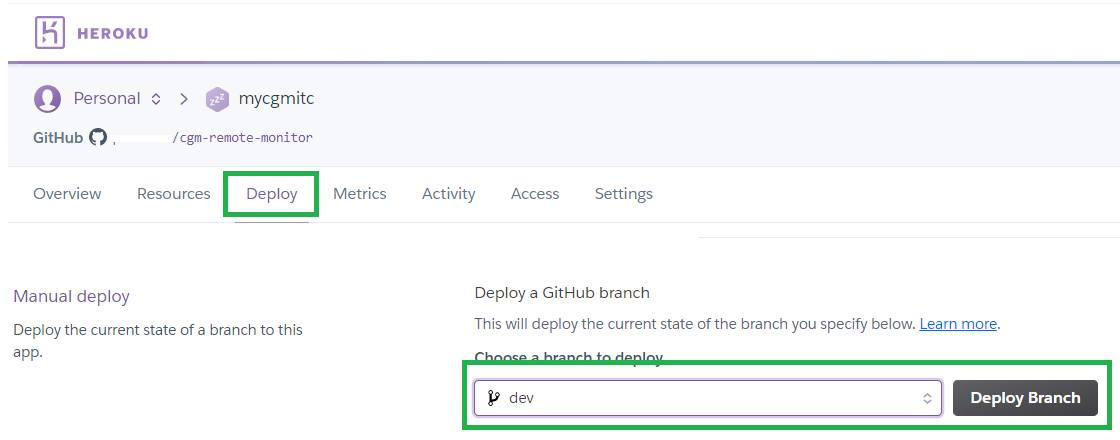 HEROKU
Personal > mycgmitc
GitHub /cgm-remote-monitor
Overview Resources Deploy Metrics Activity Access Settings
Manual deploy
Deploy the current state of a branch to this
app.
Deploy a GitHub branch
This will deploy the current state of the branch you specify below. Learn more.
Choose a branch to deploy
dev
Deploy Branch